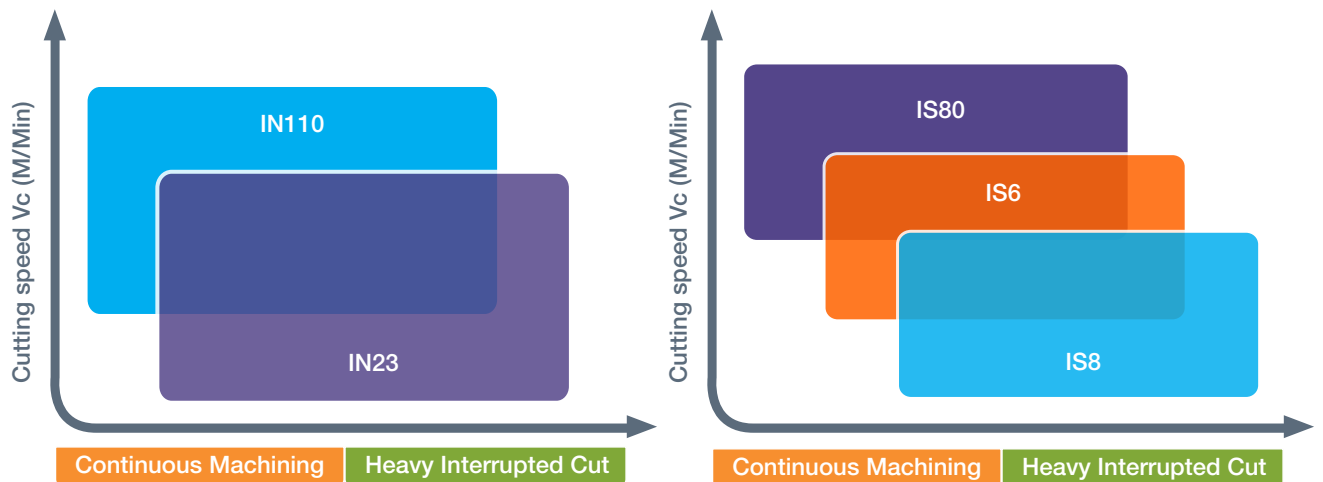 Cutting speed Vc (M/Min)
IN110
IN23
Continuous Machining
Heavy Interrupted Cut
Cutting speed Vc (M/Min)
IS80
IS6
IS8
Continuous Machining
Heavy Interrupted Cut